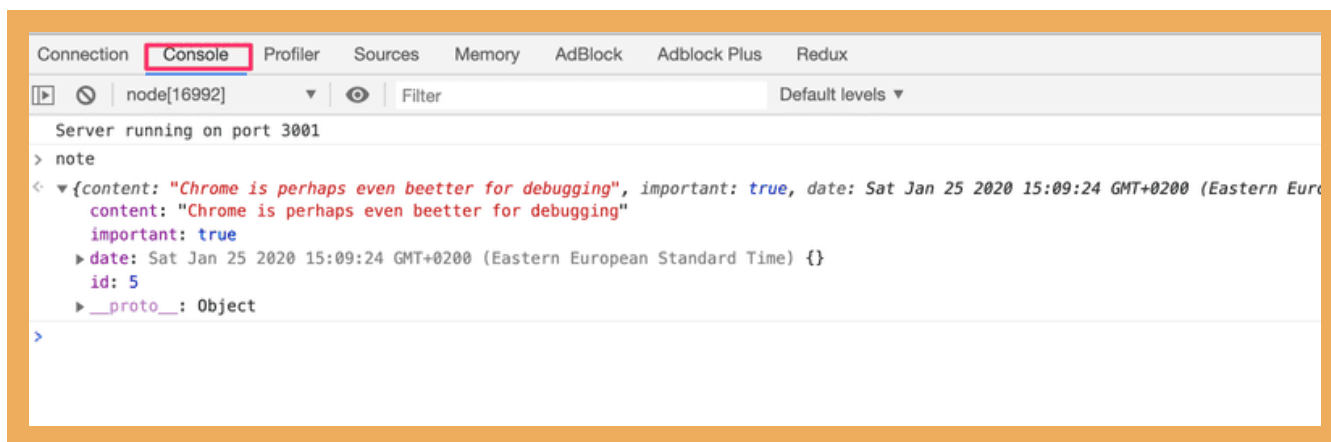 Connection Console Profiler Sources Memory AdBlock Adblock Plus Redux
node[16992] ▼ Filter Default levels ▼
Server running on port 3001
> note
▼{content: "Chrome is perhaps even beetter for debugging", important: true, date: Sat Jan 25 2020 15:09:24 GMT+0200 (Eastern Euro
content: "Chrome is perhaps even beetter for debugging"
important: true
▶date: Sat Jan 25 2020 15:09:24 GMT+0200 (Eastern European Standard Time) {}
id: 5
▶__proto__: Object
>